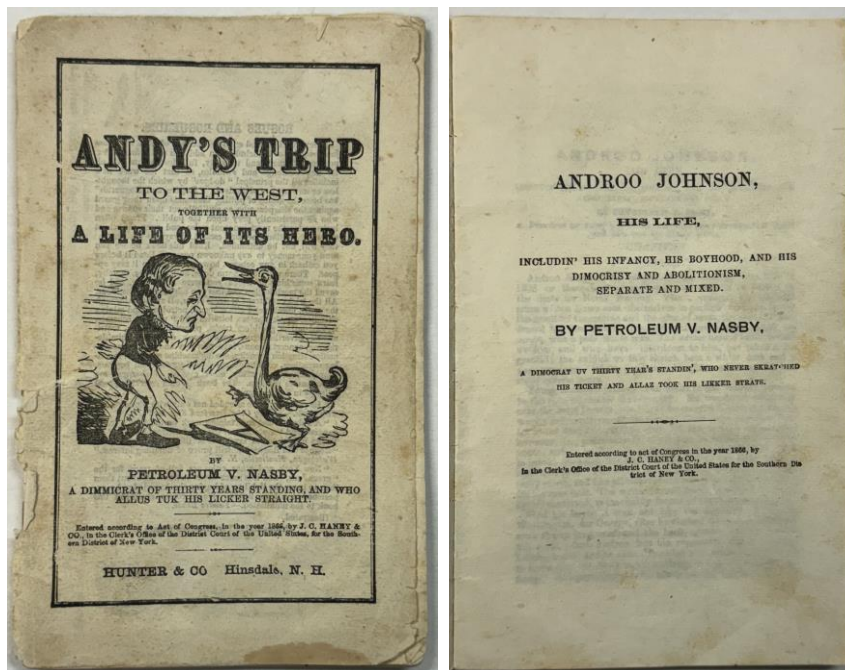 ANDY'S TRIP
TO THE WEST,
TOGETHER WITH
A LIFE OF ITS HERO.
BY
PETROLEUM V. NASBY,
A DIMMICRAT OF THIRTY YEARS STANDING, AND WHO
ALLUS TUK HIS LICKER STRAIGHT.
Entered according to Act of Congress, in the year 1866, by J. C. HANEY &
CO., in the Clerk's Office of the District Court of the United States, for the South-
ern District of New York.
HUNTER & CO Hinsdale, N. H.
ANDROO JOHNSON,
HIS LIFE,
INCLUDIN' HIS INFANCY, HIS BOYHOOD, AND HIS
DIMOCRISY AND ABOLITIONISM,
SEPARATE AND MIXED.
BY PETROLEUM V. NASBY,
A DIMOCRAT UV THIRTY YEAR'S STANDIN', WHO NEVER SKRATCHED
HIS TICKET AND ALLAZ TOOK HIS LIKKER STRATE.
Entered according to act of Congress in the year 1866, by
J. C. HANEY & CO.,
in the Clerk's Office of the District Court of the United States for the Southern Dis
trict of New York.